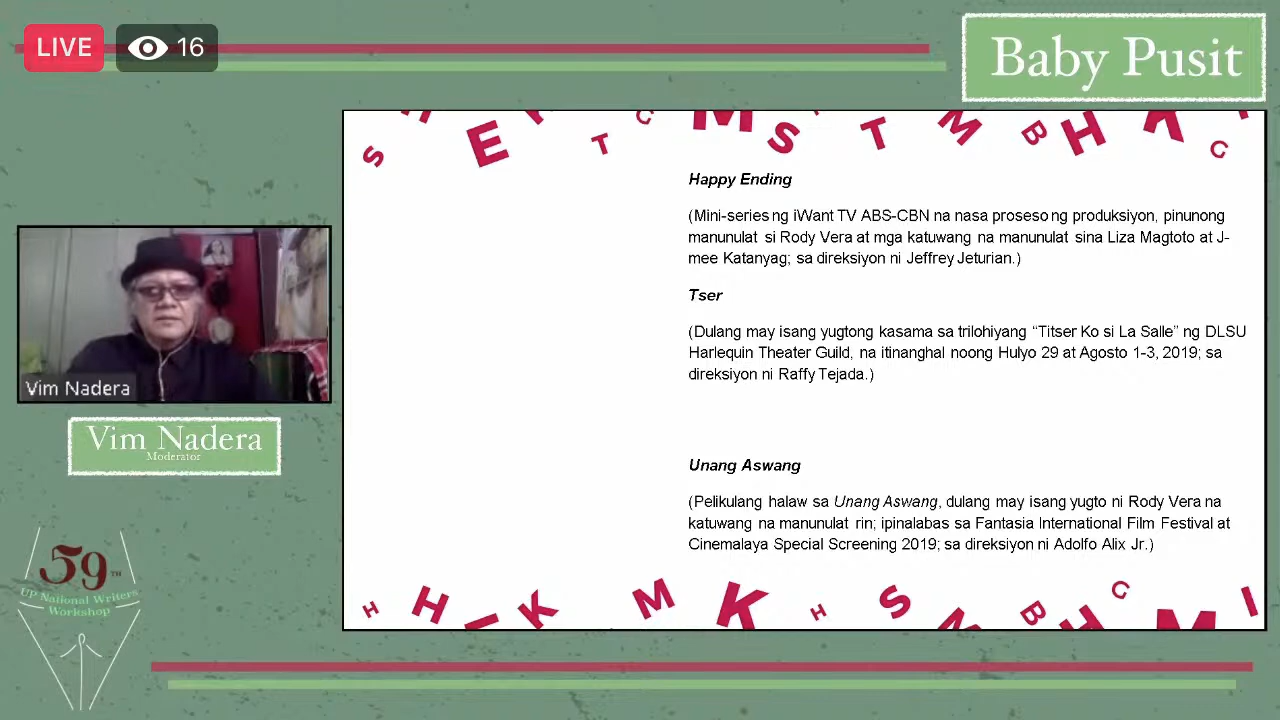 LIVE
16
Baby Pusit
Happy Ending
(Mini-series ng iWant TV ABS-CBN na nasa proseso ng produksiyon, pinunong
manunulat si Rody Vera at mga katuwang na manunulat sina Liza Magtoto at J-
mee Katanyag; sa direksiyon ni Jeffrey Jeturian.)
Tser
(Dulang may isang yugtong kasama sa trilohiyang “Titser Ko si La Salle” ng DLSU
Harlequin Theater Guild, na itinanghal noong Hulyo 29 at Agosto 1-3, 2019; sa
direksiyon ni Raffy Tejada.)
Unang Aswang
(Pelikulang halaw sa Unang Aswang, dulang may isang yugto ni Rody Vera na
katuwang na manunulat rin; ipinalabas sa Fantasia International Film Festival at
Cinemalaya Special Screening 2019; sa direksiyon ni Adolfo Alix Jr.)
Vim Nadera
Vim Nadera
Moderator
59™
UP National Writers
Workshop